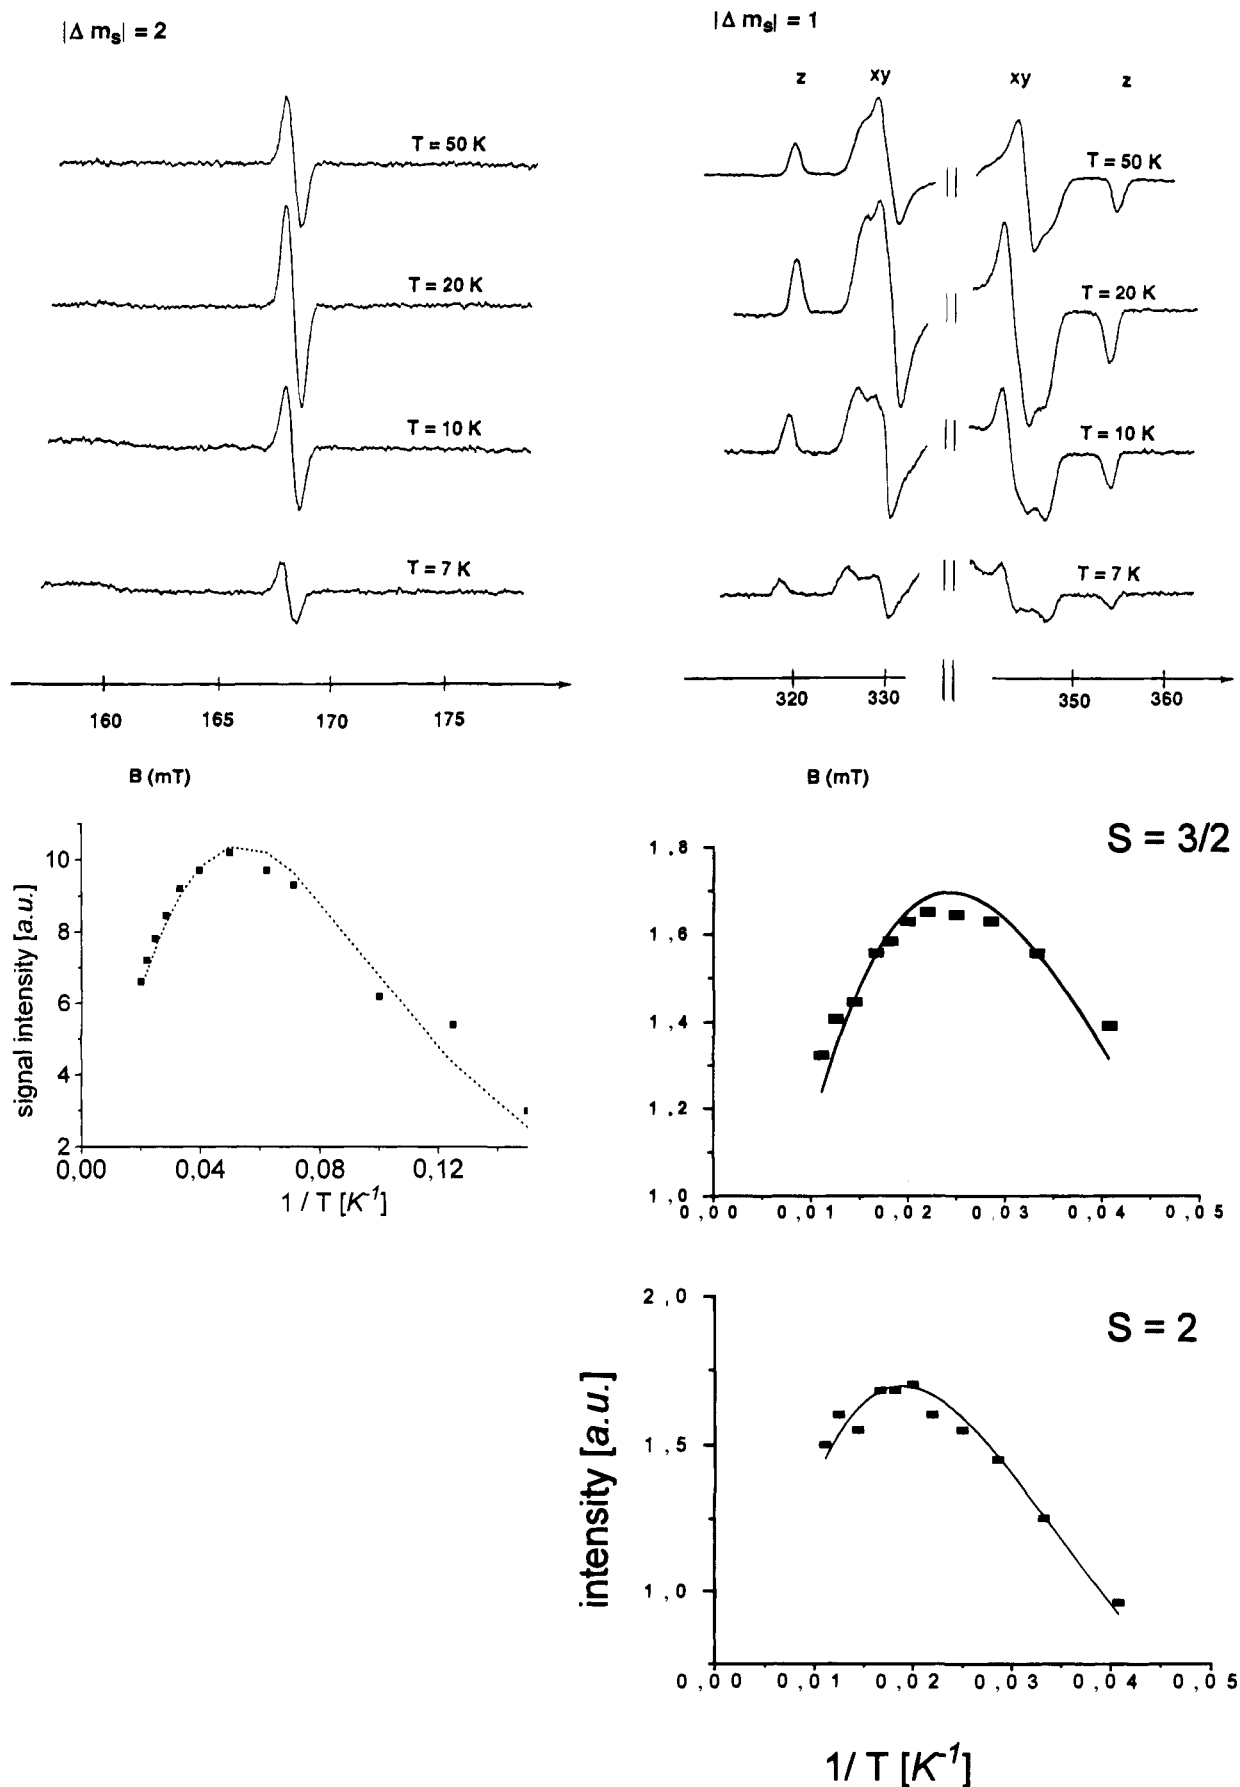 |Δ mₛ| = 2
|Δ mₛ| = 1
z
xy
xy
z
T = 50 K
T = 50 K
T = 20 K
T = 20 K
T = 10 K
T = 10 K
T = 7 K
T = 7 K
160
165
170
175
320
330
350
360
B (mT)
B (mT)
signal intensity [a.u.]
10
8
6
4
2
0,00
0,04
0,08
0,12
1 / T [K⁻¹]
S = 3/2
1,8
1,6
1,4
1,2
1,0
0,00
0,01
0,02
0,03
0,04
0,05
S = 2
2,0
1,5
1,0
intensity [a.u.]
0,00
0,01
0,02
0,03
0,04
0,05
1/ T [K⁻¹]